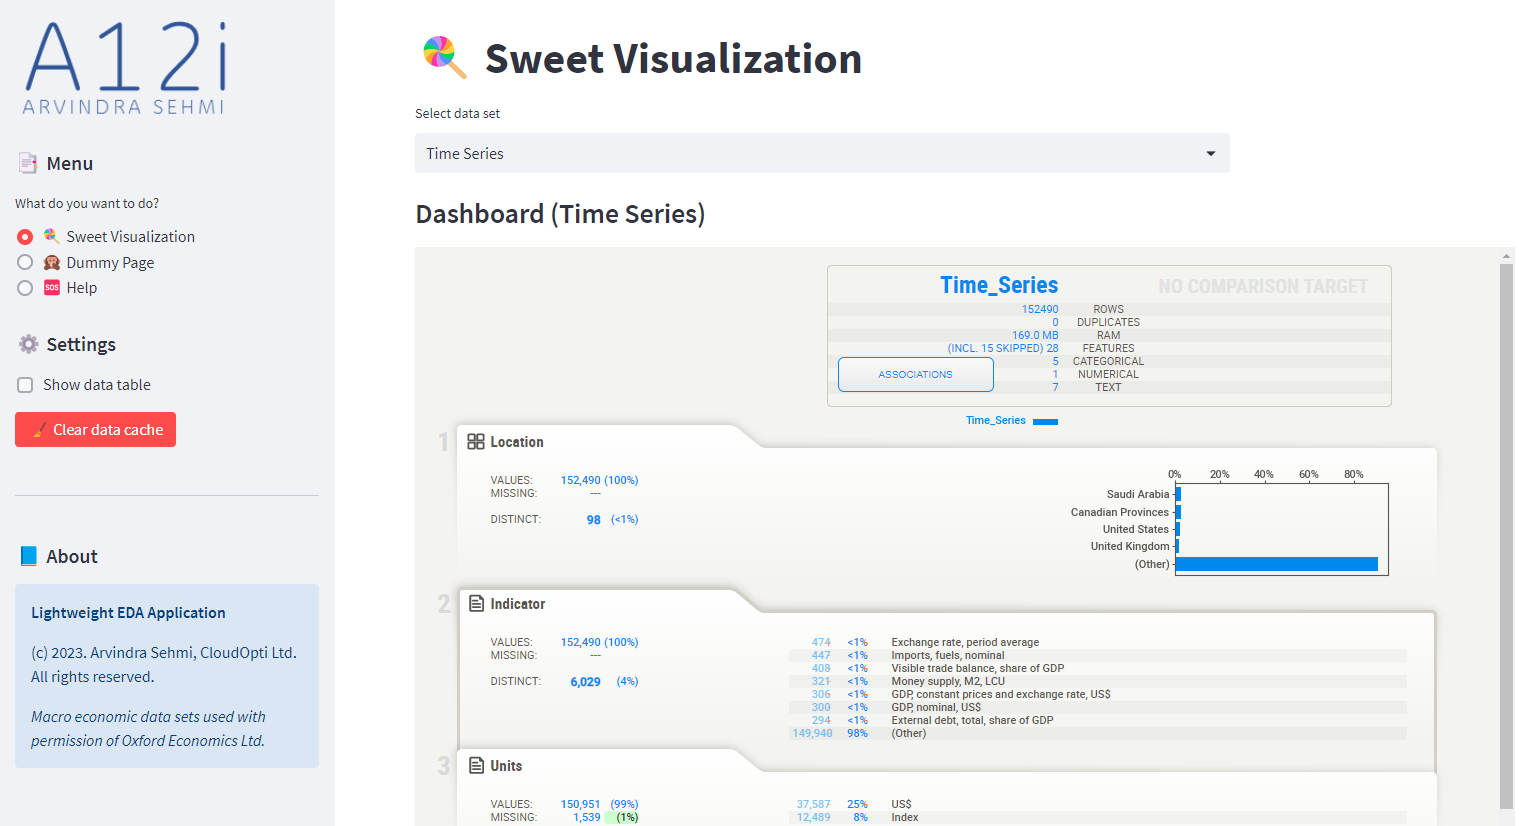 A12i
ARVINDRA SEHMI
Menu
What do you want to do?
Sweet Visualization
Dummy Page
SOS Help
Settings
Show data table
Clear data cache
About
Lightweight EDA Application
(c) 2023. Arvindra Sehmi, CloudOpti Ltd.
All rights reserved.
Macro economic data sets used with
permission of Oxford Economics Ltd.
Sweet Visualization
Select data set
Time Series
Dashboard (Time Series)
Time_Series NO COMPARISON TARGET
152490 ROWS
0 DUPLICATES
169.0 MB RAM
(INCL. 15 SKIPPED) 28 FEATURES
5 CATEGORICAL
1 NUMERICAL
7 TEXT
ASSOCIATIONS
Time_Series
1 Location
VALUES: 152,490 (100%)
MISSING: ---
DISTINCT: 98 (<1%)
0% 20% 40% 60% 80%
Saudi Arabia
Canadian Provinces
United States
United Kingdom
(Other)
2 Indicator
VALUES: 152,490 (100%)
MISSING: ---
DISTINCT: 6,029 (4%)
474 <1% Exchange rate, period average
447 <1% Imports, fuels, nominal
408 <1% Visible trade balance, share of GDP
321 <1% Money supply, M2, LCU
306 <1% GDP, constant prices and exchange rate, US$
300 <1% GDP, nominal, US$
294 <1% External debt, total, share of GDP
149,940 98% (Other)
3 Units
VALUES: 150,951 (99%)
MISSING: 1,539 (1%)
37,587 25% US$
12,489 8% Index